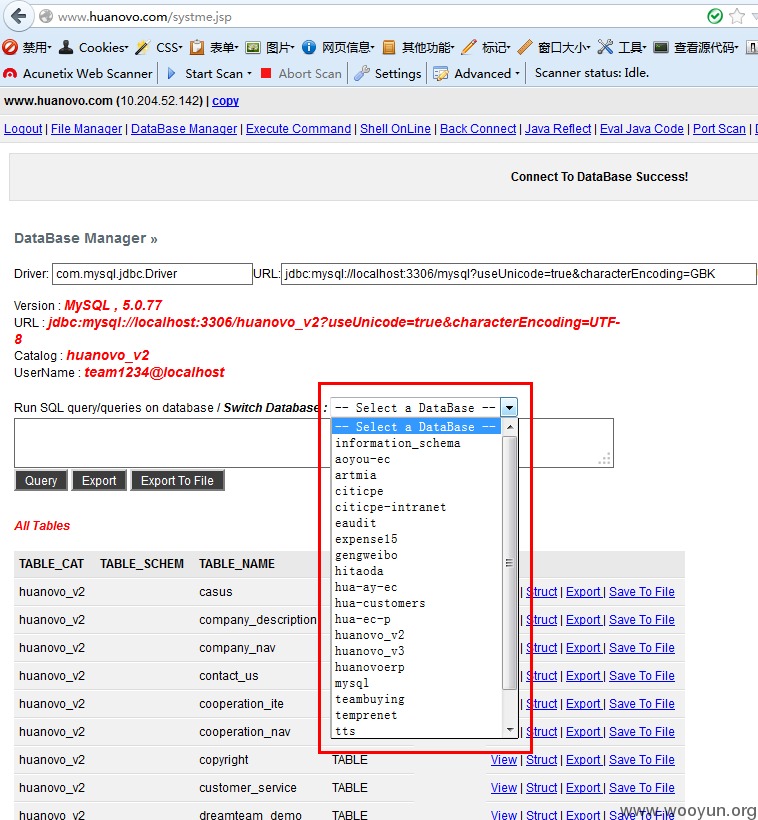 www.huanovo.com/systme.jsp
禁用 Cookies CSS 表单 图片 网页信息 其他功能 标记 窗口大小 工具 查看源代码
Acunetix Web Scanner Start Scan Abort Scan Settings Advanced Scanner status: Idle.
www.huanovo.com (10.204.52.142) | copy
Logout | File Manager | DataBase Manager | Execute Command | Shell OnLine | Back Connect | Java Reflect | Eval Java Code | Port Scan |
Connect To DataBase Success!
DataBase Manager »
Driver: com.mysql.jdbc.Driver URL: jdbc:mysql://localhost:3306/mysql?useUnicode=true&characterEncoding=GBK
Version : MySQL , 5.0.77
URL : jdbc:mysql://localhost:3306/huanovo_v2?useUnicode=true&characterEncoding=UTF-
8
Catalog : huanovo_v2
UserName : team1234@localhost
Run SQL query/queries on database / Switch Database : -- Select a DataBase --
-- Select a DataBase --
information_schema
aoyou-ec
artmia
citicpe
citicpe-intranet
eaudit
expense15
gengweibo
hitaoda
hua-ay-ec
hua-customers
hua-ec-p
huanovo_v2
huanovo_v3
huanovoerp
mysql
teambuying
temprenet
tts
Query Export Export To File
All Tables
TABLE_CAT TABLE_SCHEM TABLE_NAME
huanovo_v2 casus | Struct | Export | Save To File
huanovo_v2 company_description | Struct | Export | Save To File
huanovo_v2 company_nav | Struct | Export | Save To File
huanovo_v2 contact_us | Struct | Export | Save To File
huanovo_v2 cooperation_ite | Struct | Export | Save To File
huanovo_v2 cooperation_nav | Struct | Export | Save To File
huanovo_v2 copyright TABLE View | Struct | Export | Save To File
huanovo_v2 customer_service TABLE View | Struct | Export | Save To File
huanovo_v2 dreamteam_demo TABLE View | Struct | Export | Save To File
www.wooyun.org